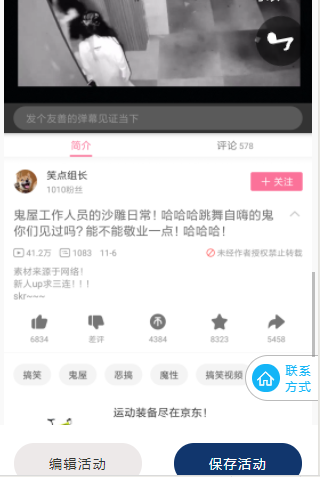 发个友善的弹幕见证当下
简介
评论 578
笑点组长
1010粉丝
+ 关注
鬼屋工作人员的沙雕日常！哈哈哈跳舞自嗨的鬼
你们见过吗？能不能敬业一点！哈哈哈！
41.2万 1083 11-6 未经作者授权禁止转载
素材来源于网络！
新人up求三连！！！
skr~~~
6834 差评 4384 8323 5458
搞笑 鬼屋 恶搞 魔性 搞笑视频
联系
方式
运动装备尽在京东！
编辑活动 保存活动